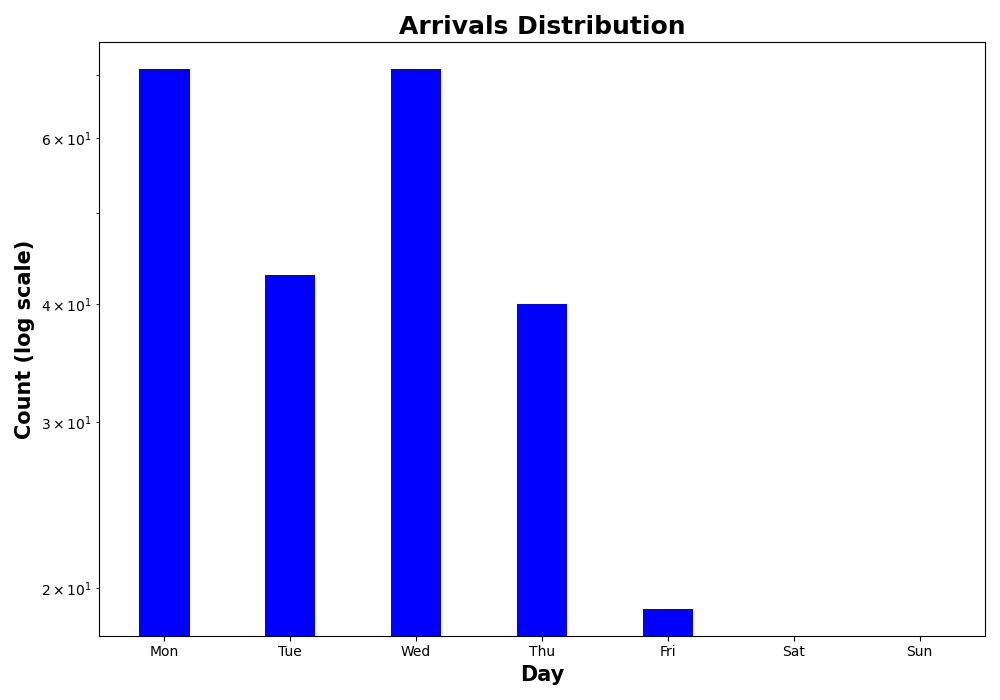 Arrivals Distribution
Count (log scale)
6 × 10¹
4 × 10¹
3 × 10¹
2 × 10¹
Mon Tue Wed Thu Fri Sat Sun
Day